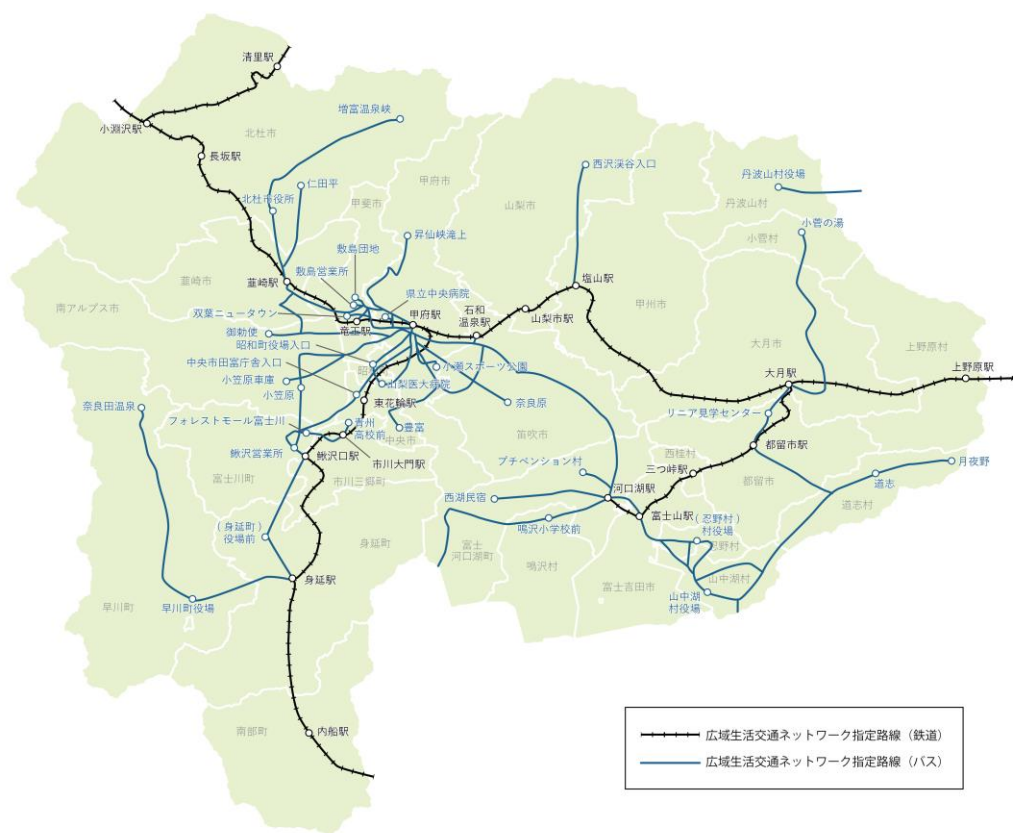 清里駅
小淵沢駅
増富温泉峡
北杜市
長坂駅
西沢渓谷入口
仁田平
甲府市
丹波山村役場
北杜市役所
甲斐市
山梨市
丹波山村
小菅の湯
昇仙峡滝上
敷島団地
小菅村
敷島営業所
韮崎市
韮崎駅
塩山駅
県立中央病院
南アルプス市
甲州市
双葉ニュータウン
甲府駅
石和
温泉駅
山梨市駅
竜王駅
御勅使
大月市
上野原村
昭和町役場入口
中央市田富庁舎入口
小瀬スポーツ公園
上野原駅
大月駅
小笠原車庫
山梨医大病院
小笠原
奈良田温泉
東花輪駅
奈良原
リニア見学センター
フォレストモール富士川
青洲
高校前
豊富
笛吹市
中央市
都留市駅
鰍沢営業所
鰍沢口駅
市川大門駅
西桂村
プチペンション村
三つ峠駅
月夜野
富士川町
市川三郷町
都留市
道志
西湖民宿
河口湖駅
道志村
鳴沢小学校前
富士山駅
(忍野村)
村役場
(身延町)
役場前
身延町
富士
河口湖町
忍野村
鳴沢村
身延駅
富士吉田市
山中湖村
早川町
早川町役場
山中湖
村役場
南部町
内船駅
広域生活交通ネットワーク指定路線（鉄道）
広域生活交通ネットワーク指定路線（バス）